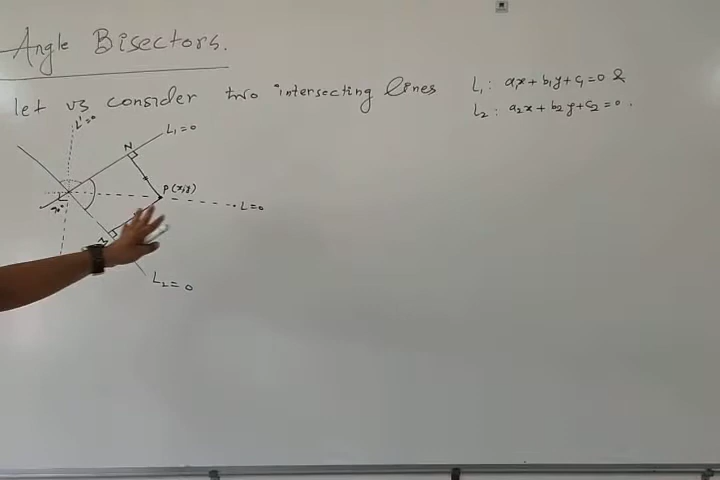 Angle Bisectors.
let us consider two intersecting lines
L₁: a₁x + b₁y + c₁ = 0 &
L₂: a₂x + b₂y + c₂ = 0.
L'=0
L₁=0
N
P(x,y)
90°
L=0
M
L₂=0